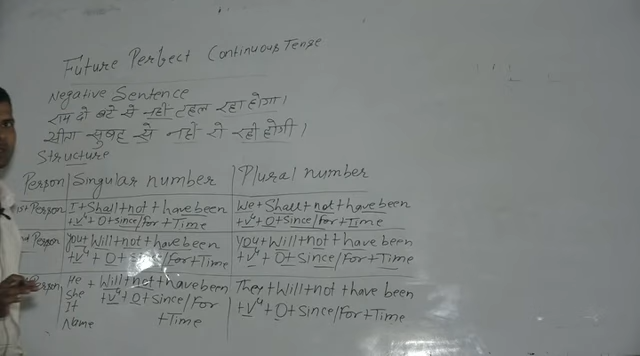 Future Perfect Continuous Tense
Negative Sentence
राम दो घंटे से नहीं टहल रहा होगा।
सीता सुबह से नहीं रो रही होगी।
Structure
Person Singular number Plural number
Person I + Shall + not + have been We + Shall + not + have been
+ V⁴ + O + since/for + Time + V⁴ + O + Since/for + Time
Person You + Will + not + have been You + Will + not + have been
+ V⁴ + O + Since/For + Time + V⁴ + O + Since/For + Time
Person He She It Name + Will + not + have been They + Will + not + have been
+ V⁴ + O + Since/For + V⁴ + O + Since/For + Time
+ Time